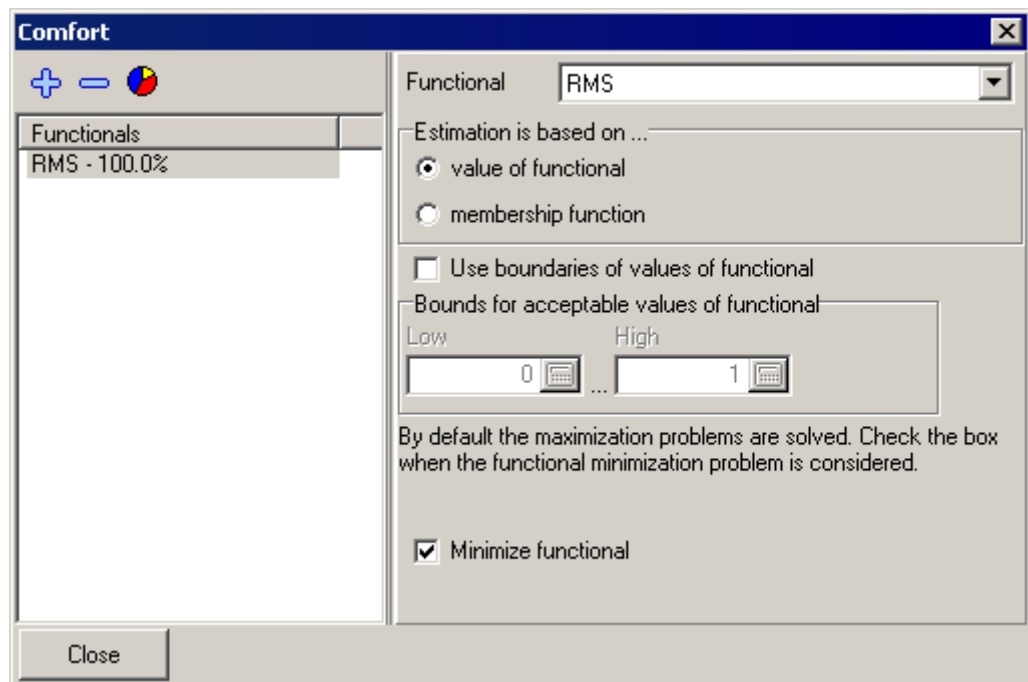 Comfort
Functional RMS
Functionals
RMS - 100.0%
Estimation is based on ...
value of functional
membership function
Use boundaries of values of functional
Bounds for acceptable values of functional
Low High
0 ... 1
By default the maximization problems are solved. Check the box
when the functional minimization problem is considered.
Minimize functional
Close